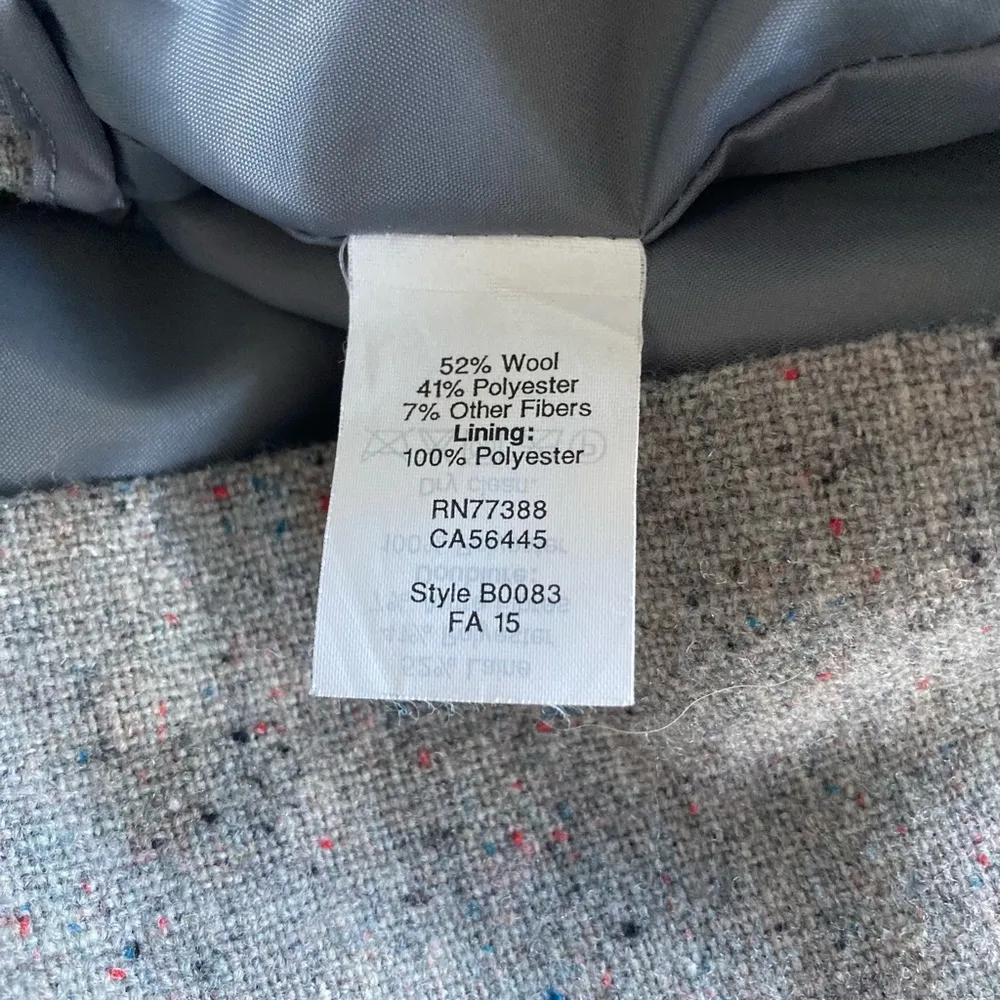 52% Wool
41% Polyester
7% Other Fibers
Lining:
100% Polyester
RN77388
CA56445
Style B0083
FA 15